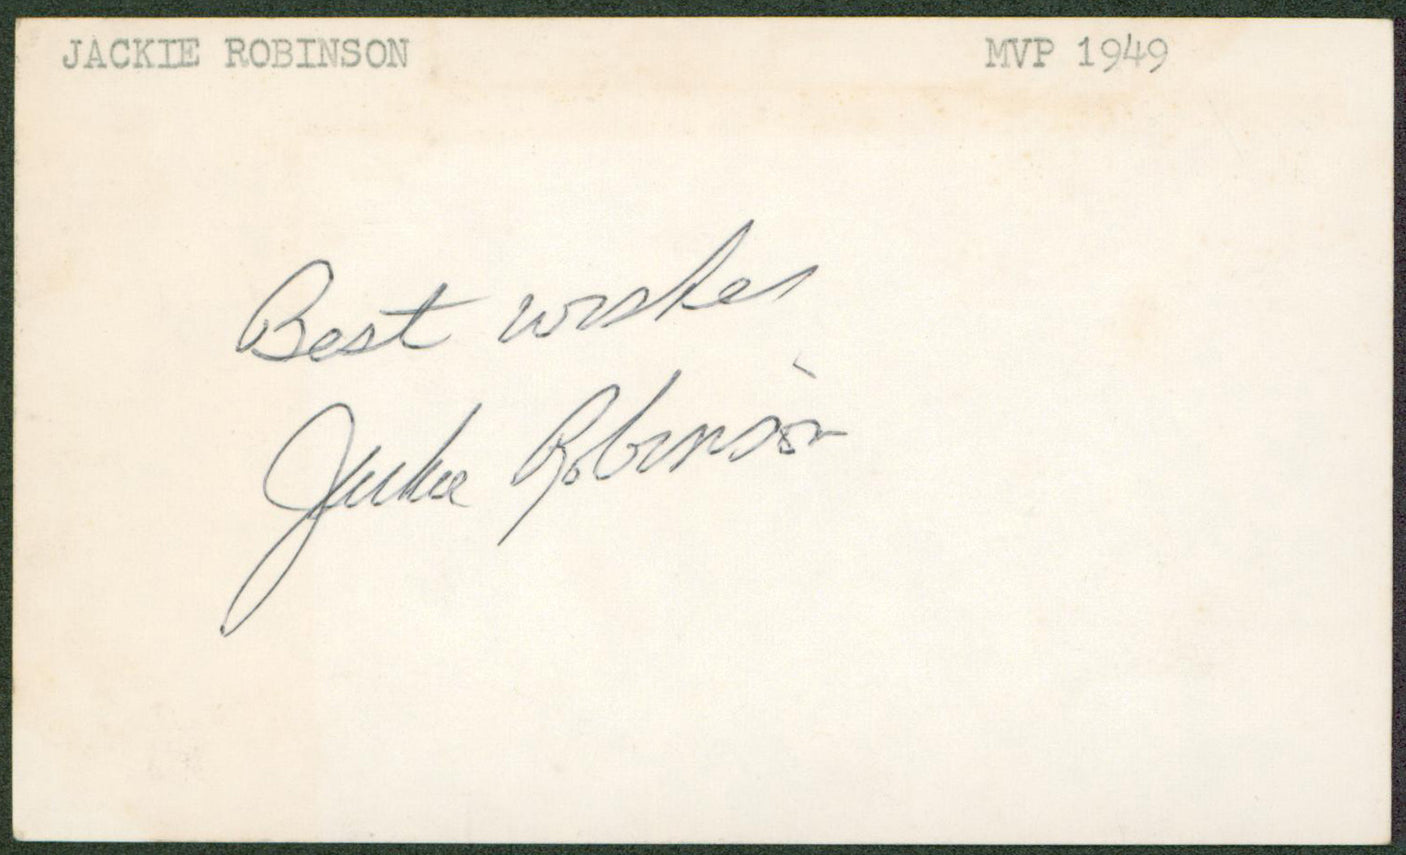 JACKIE ROBINSON MVP 1949
Best wishes
Jackie Robinson